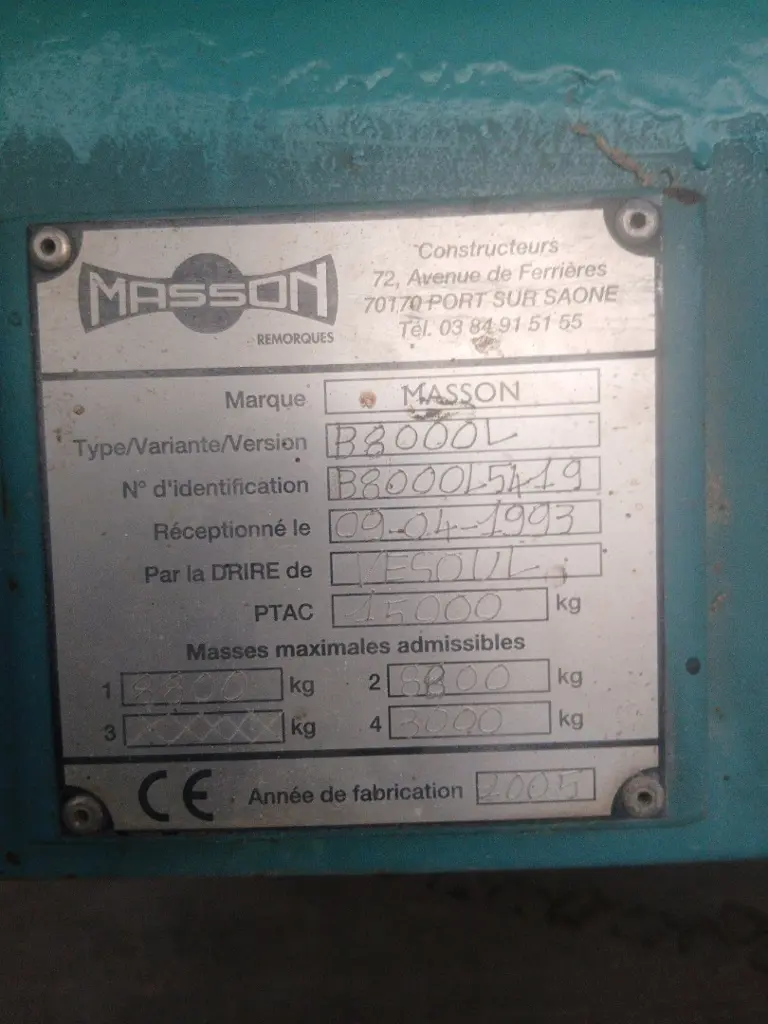 MASSON
REMORQUES
Constructeurs
72, Avenue de Ferrières
70170 PORT SUR SAONE
Tél. 03 84 91 51 55
Marque MASSON
Type/Variante/Version B8000L
N° d'identification B8000L5419
Réceptionné le 09-04-1993
Par la DRIRE de VESOUL
PTAC 15000 kg
Masses maximales admissibles
1 8800 kg 2 8800 kg
3 kg 4 3000 kg
CE Année de fabrication 2005